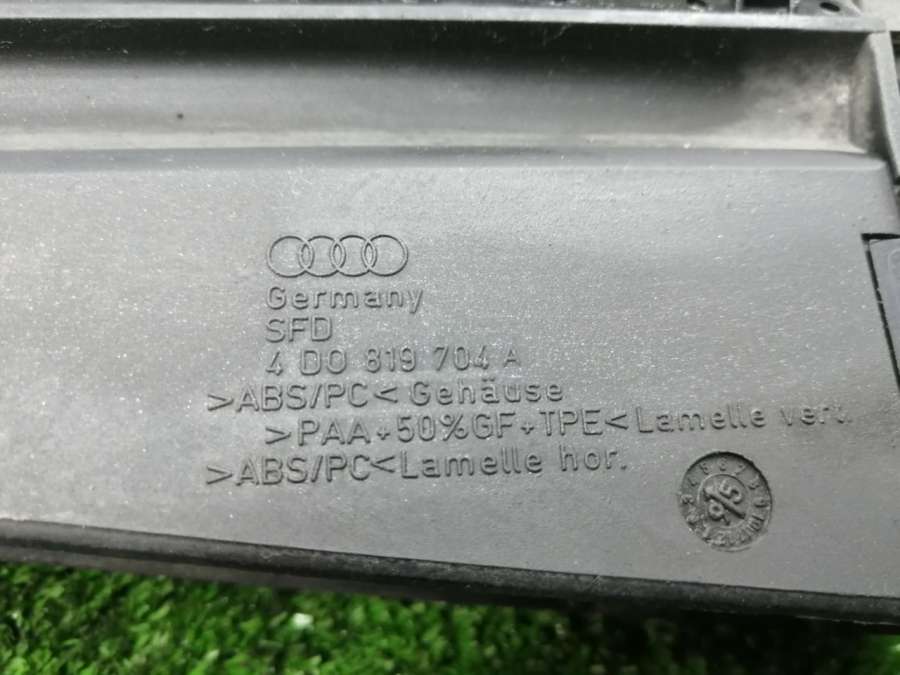 Germany
SFD
4 D0 819 704 A
>ABS/PC< Gehäuse
>PAA+50%GF+TPE< Lamelle vert.
>ABS/PC<Lamelle hor.
95